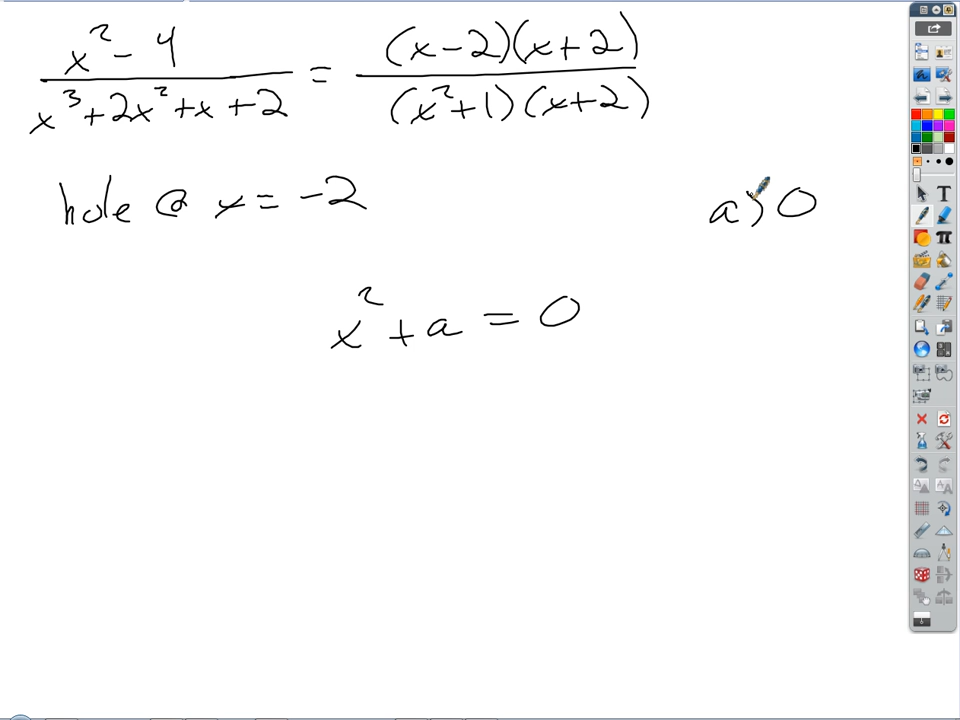 x² - 4 / x³ + 2x² + x + 2 = (x-2)(x+2) / (x²+1)(x+2)
hole @ x = -2
a > 0
x² + a = 0